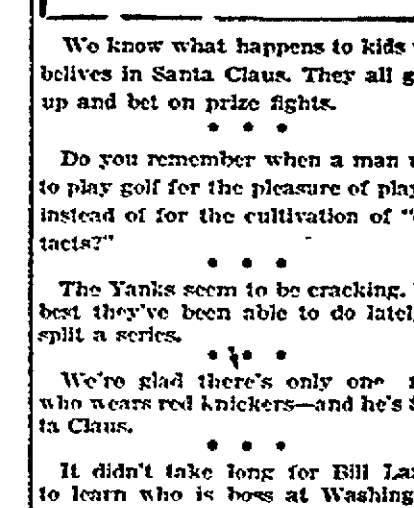 We know what happens to kids
belives in Santa Claus. They all
up and bet on prize fights.
• • •
Do you remember when a man
to play golf for the pleasure of
instead of for the cultivation of
tacts?"
• • •
The Yanks seem to be cracking.
best they've been able to do
split a series.
• • •
We're glad there's only one
who wears red knickers—and he's
ta Claus.
• • •
It didn't take long for Bill
to learn who is boss at